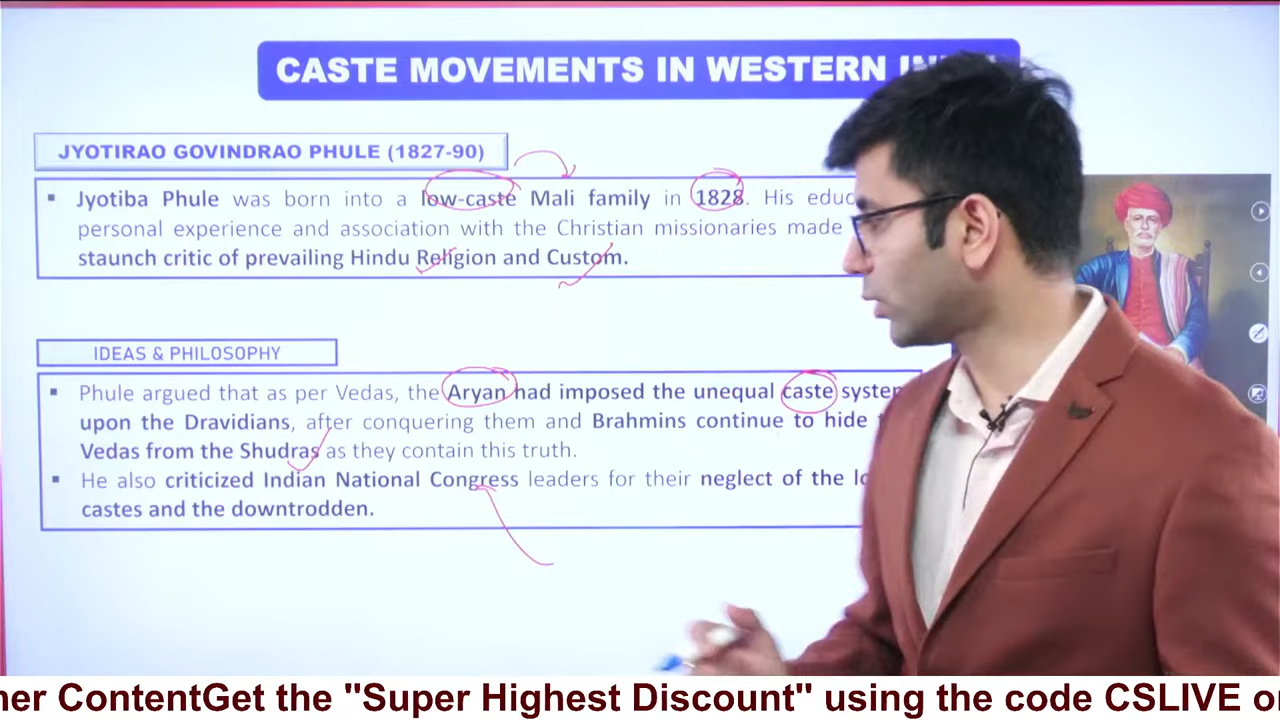 CASTE MOVEMENTS IN WESTERN
JYOTIRAO GOVINDRAO PHULE (1827-90)
▪ Jyotiba Phule was born into a low-caste Mali family in 1828. His
personal experience and association with the Christian missionaries made
staunch critic of prevailing Hindu Religion and Custom.
IDEAS & PHILOSOPHY
▪ Phule argued that as per Vedas, the Aryan had imposed the unequal caste
upon the Dravidians, after conquering them and Brahmins continue to hide
Vedas from the Shudras as they contain this truth.
▪ He also criticized Indian National Congress leaders for their neglect of the
castes and the downtrodden.
ContentGet the "Super Highest Discount" using the code CSLIVE